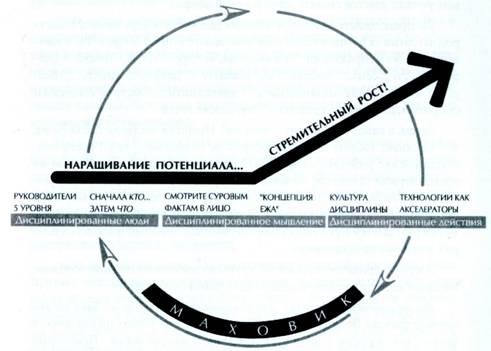 СТРЕМИТЕЛЬНЫЙ РОСТ!
НАРАЩИВАНИЕ ПОТЕНЦИАЛА...
РУКОВОДИТЕЛИ
5 УРОВНЯ
СНАЧАЛА КТО...
ЗАТЕМ ЧТО
СМОТРИТЕ СУРОВЫМ
ФАКТАМ В ЛИЦО
"КОНЦЕПЦИЯ
ЕЖА"
КУЛЬТУРА
ДИСЦИПЛИНЫ
ТЕХНОЛОГИИ КАК
АКСЕЛЕРАТОРЫ
Дисциплинированные люди
Дисциплинированное мышление
Дисциплинированные действия
МАХОВИК